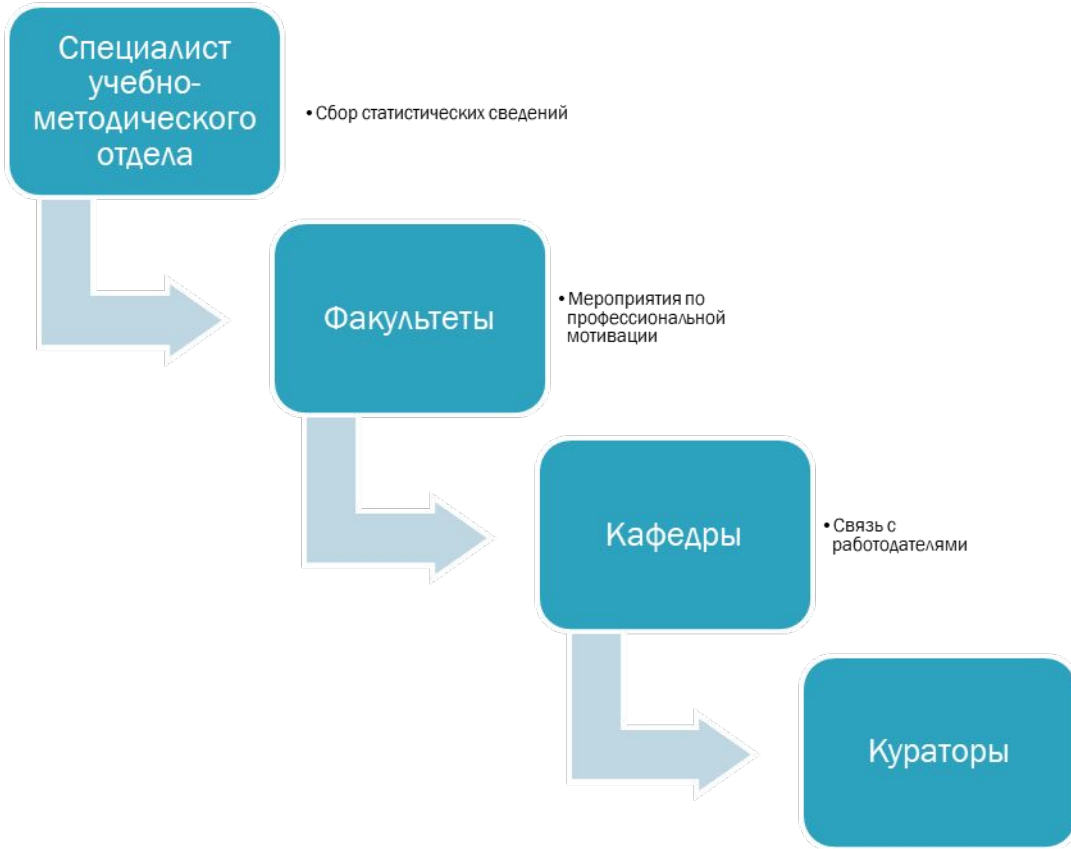 Специалист
учебно-
методического
отдела
• Сбор статистических сведений
Факультеты
• Мероприятия по
профессиональной
мотивации
Кафедры
• Связь с
работодателями
Кураторы